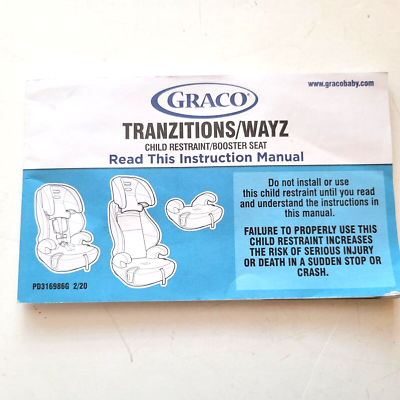 www.gracobaby.com
GRACO®
TRANZITIONS/WAYZ
CHILD RESTRAINT/BOOSTER SEAT
Read This Instruction Manual
Do not install or use
this child restraint until you read
and understand the instructions in
this manual.
FAILURE TO PROPERLY USE THIS
CHILD RESTRAINT INCREASES
THE RISK OF SERIOUS INJURY
OR DEATH IN A SUDDEN STOP OR
CRASH.
PD316986G 2/20